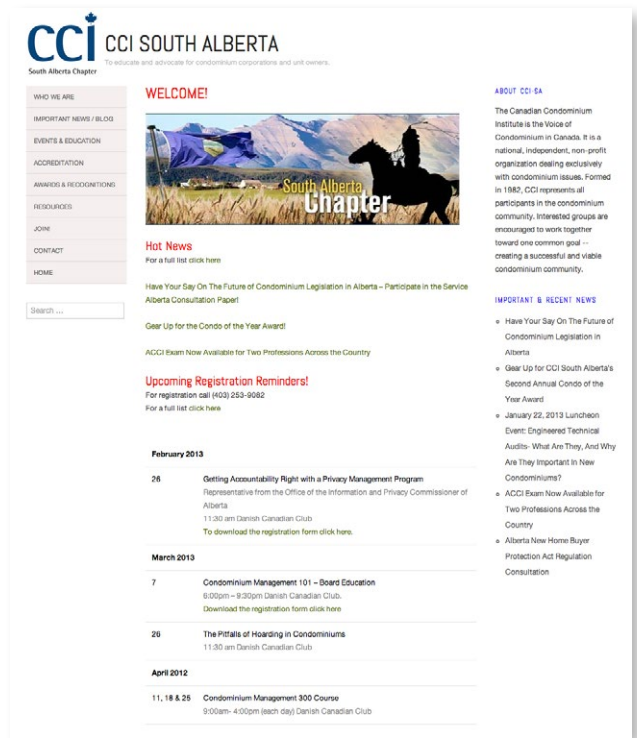 CCI
South Alberta Chapter
CCI SOUTH ALBERTA
To educate and advocate for condominium corporations and unit owners.
WHO WE ARE
IMPORTANT NEWS / BLOG
EVENTS & EDUCATION
ACCREDITATION
AWARDS & RECOGNITIONS
RESOURCES
JOIN!
CONTACT
HOME
Search ...
WELCOME!
South Alberta
Chapter
Hot News
For a full list click here
Have Your Say On The Future of Condominium Legislation in Alberta – Participate in the Service
Alberta Consultation Paper!
Gear Up for the Condo of the Year Award!
ACCI Exam Now Available for Two Professions Across the Country
Upcoming Registration Reminders!
For registration call (403) 253-9082
For a full list click here
February 2013
26 Getting Accountability Right with a Privacy Management Program
Representative from the Office of the Information and Privacy Commissioner of
Alberta
11:30 am Danish Canadian Club
To download the registration form click here.
March 2013
7 Condominium Management 101 – Board Education
6:00pm – 9:30pm Danish Canadian Club.
Download the registration form click here
26 The Pitfalls of Hoarding in Condominiums
11:30 am Danish Canadian Club
April 2012
11, 18 & 25 Condominium Management 300 Course
9:00am- 4:00pm (each day) Danish Canadian Club
ABOUT CCI-SA
The Canadian Condominium
Institute is the Voice of
Condominium in Canada. It is a
national, independent, non-profit
organization dealing exclusively
with condominium issues. Formed
in 1982, CCI represents all
participants in the condominium
community. Interested groups are
encouraged to work together
toward one common goal --
creating a successful and viable
condominium community.
IMPORTANT & RECENT NEWS
Have Your Say On The Future of
Condominium Legislation in
Alberta
Gear Up for CCI South Alberta's
Second Annual Condo of the
Year Award
January 22, 2013 Luncheon
Event: Engineered Technical
Audits- What Are They, And Why
Are They Important In New
Condominiums?
ACCI Exam Now Available for
Two Professions Across the
Country
Alberta New Home Buyer
Protection Act Regulation
Consultation